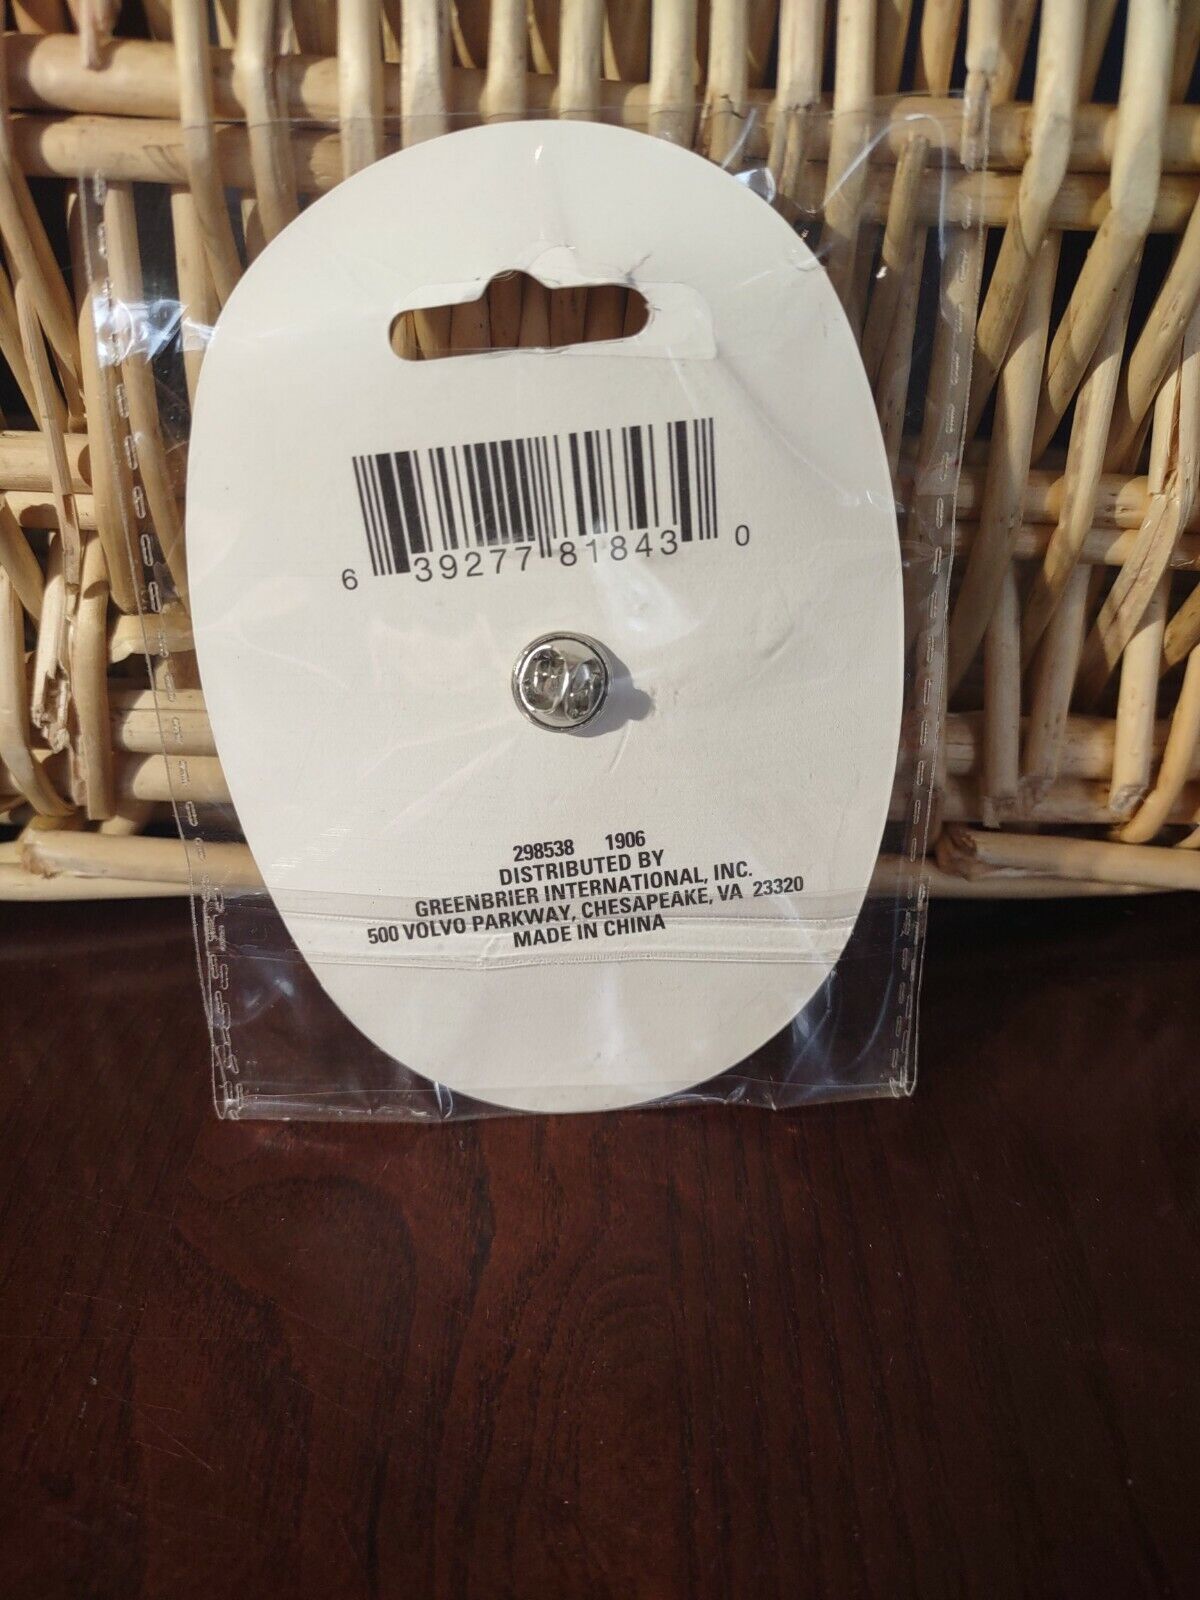 6 39277 81843 0
298538 1906
DISTRIBUTED BY
GREENBRIER INTERNATIONAL, INC.
500 VOLVO PARKWAY, CHESAPEAKE, VA 23320
MADE IN CHINA